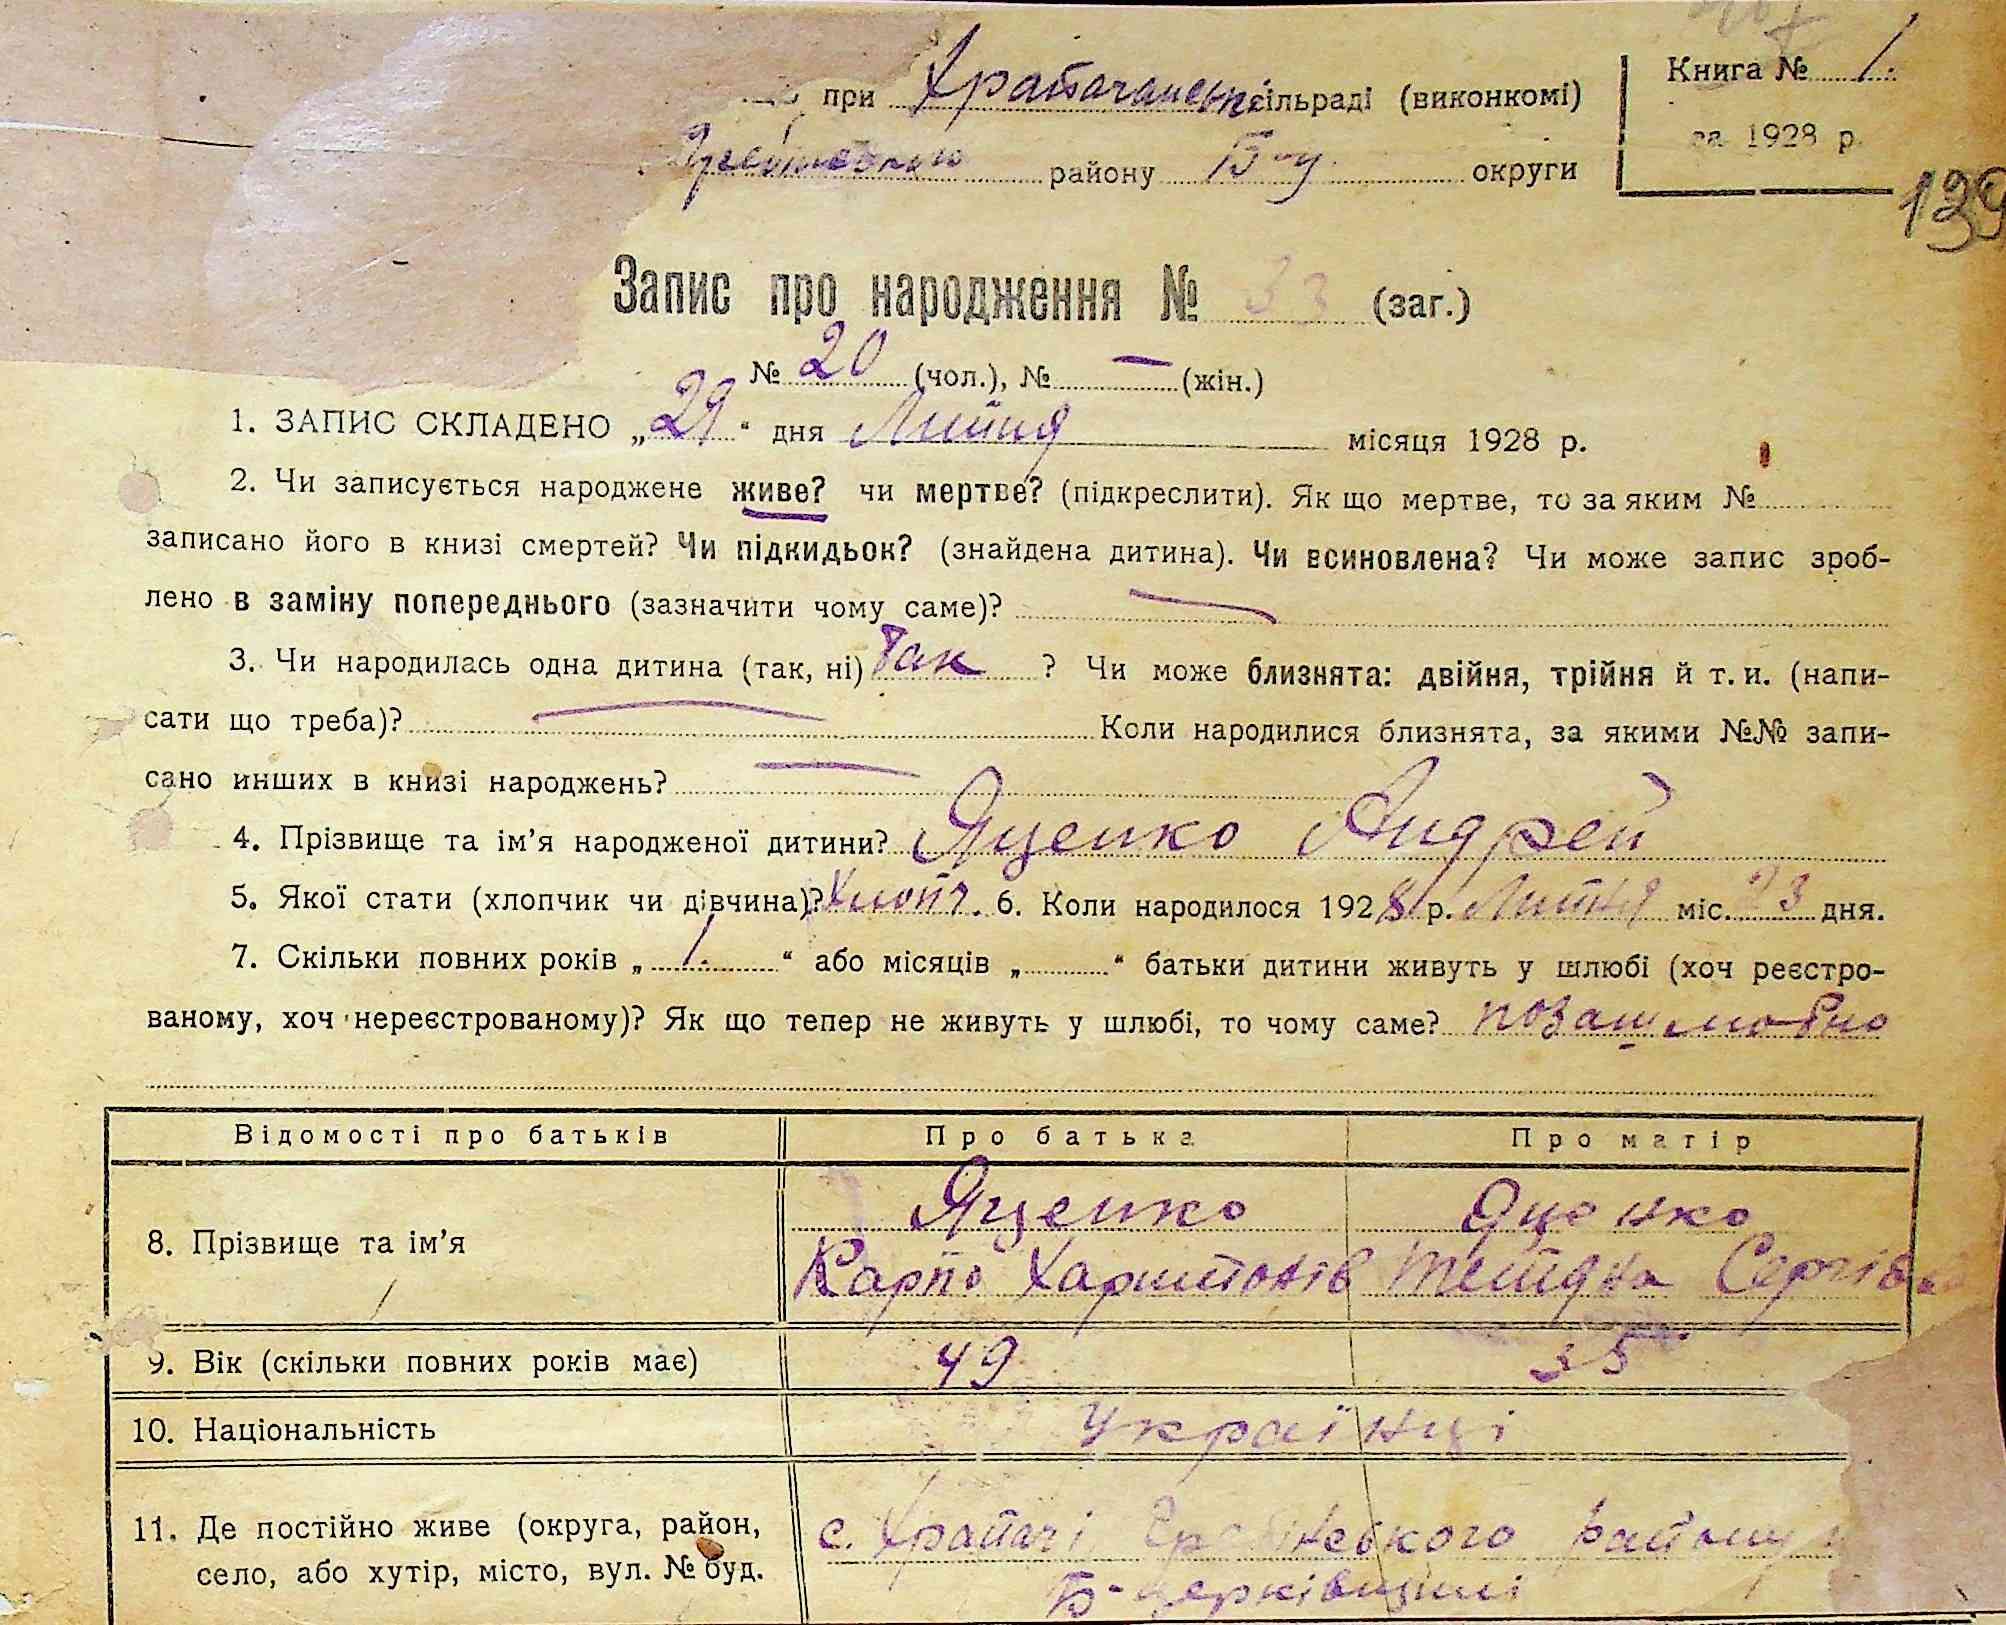 при Храпачанськ сільраді (виконкомі)
району Б-Ц округи
Книга № 1.
за 1928 р.
139
Запис про народження № 33 (заг.)
№ 20 (чол.), № — (жін.)
1. ЗАПИС СКЛАДЕНО „29“ дня Липня місяця 1928 р.
2. Чи записується народжене живе? чи мертве? (підкреслити). Як що мертве, то за яким №
записано його в книзі смертей? Чи підкидьок? (знайдена дитина). Чи всиновлена? Чи може запис зроб-
лено в заміну попереднього (зазначити чому саме)? —
3. Чи народилась одна дитина (так, ні) Так ? Чи може близнята: двійня, трійня й т. и. (напи-
сати що треба)? — Коли народилися близнята, за якими №№ запи-
сано инших в книзі народжень? —
4. Прізвище та ім’я народженої дитини? Яценко Андрей
5. Якої стати (хлопчик чи дівчина)? Хлопч. 6. Коли народилося 1928 р. Липня міс. 23 дня.
7. Скільки повних років „ 1. “ або місяців „ “ батьки дитини живуть у шлюбі (хоч реєстро-
ваному, хоч нереєстрованому)? Як що тепер не живуть у шлюбі, то чому саме? позашлюбно
Відомості про батьків Про батька Про матір
8. Прізвище та ім’я Яценко Яценко
Карпо Харитонів Тетяна Сергіївна
9. Вік (скільки повних років має) 49 35
10. Національність Українці
11. Де постійно живе (округа, район, с. Храпачі Гребінського району
село, або хутір, місто, вул. № буд. Б-церківщині